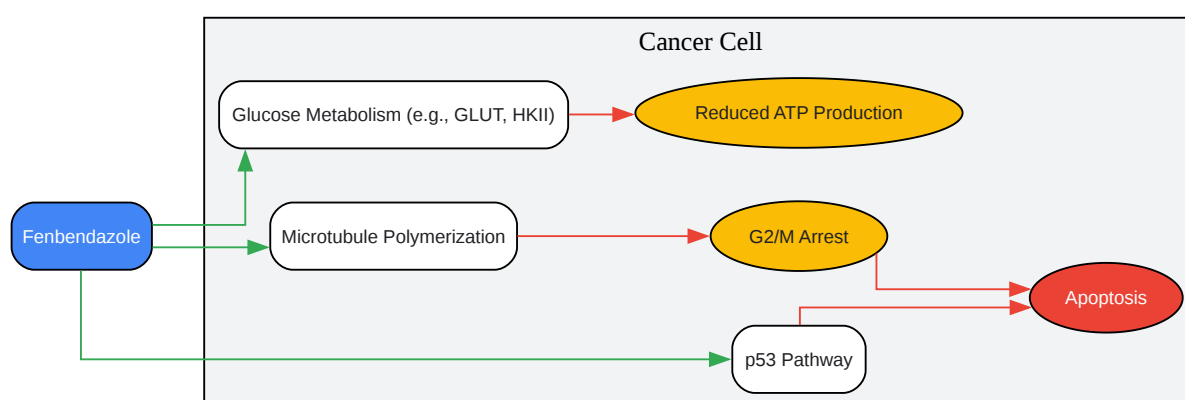 Cancer Cell
Glucose Metabolism (e.g., GLUT, HKII)
Reduced ATP Production
Fenbendazole
Microtubule Polymerization
G2/M Arrest
Apoptosis
p53 Pathway